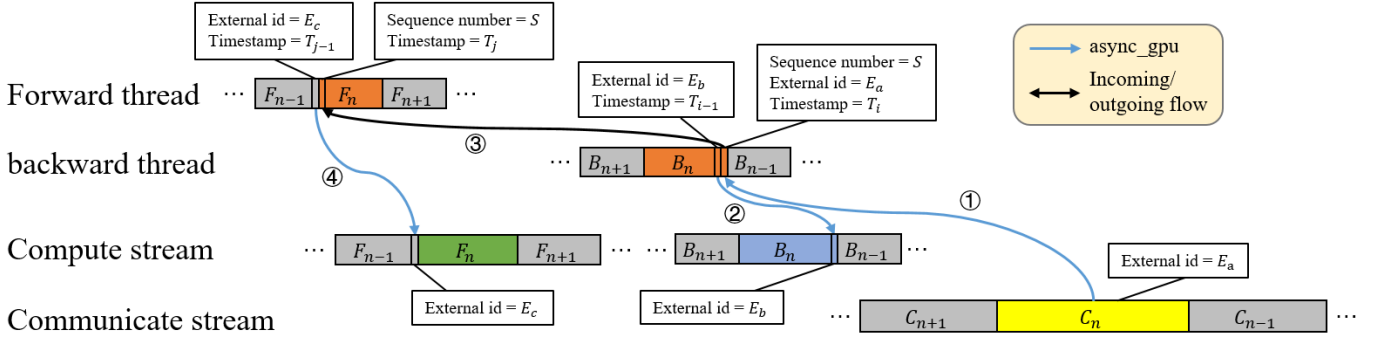 External id = E_c
Timestamp = T_{j−1}
Sequence number = S
Timestamp = T_j
async_gpu
Incoming/
outgoing flow
External id = E_b
Timestamp = T_{i−1}
Sequence number = S
External id = E_a
Timestamp = T_i
Forward thread
⋯ F_{n−1} F_n F_{n+1} ⋯
③
backward thread
⋯ B_{n+1} B_n B_{n−1} ⋯
④
②
①
Compute stream
⋯ F_{n−1} F_n F_{n+1} ⋯ ⋯ B_{n+1} B_n B_{n−1} ⋯
External id = E_a
External id = E_c
External id = E_b
Communicate stream
⋯ C_{n+1} C_n C_{n−1} ⋯